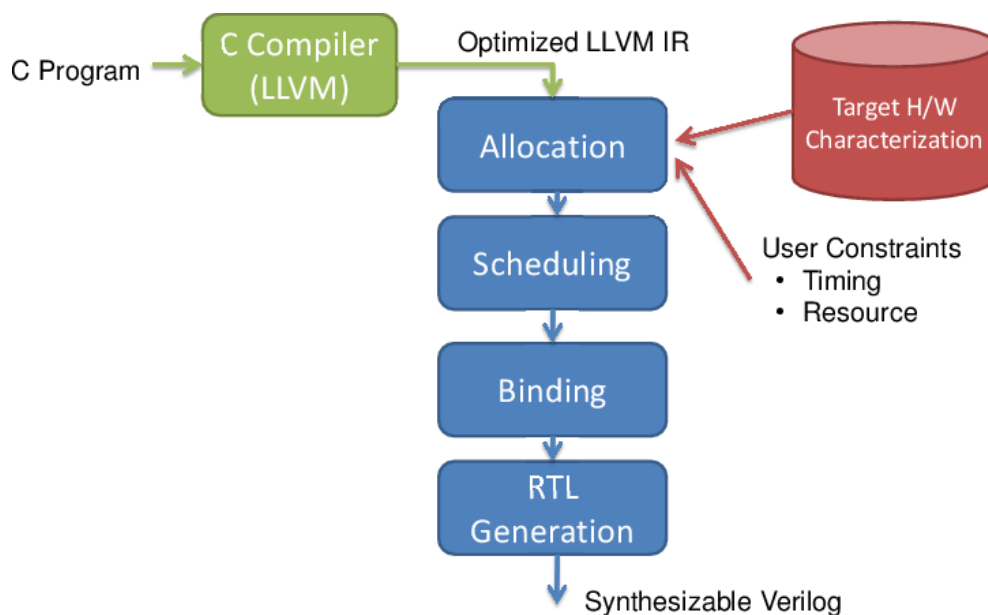 C Program
C Compiler
(LLVM)
Optimized LLVM IR
Target H/W
Characterization
Allocation
Scheduling
User Constraints
• Timing
• Resource
Binding
RTL
Generation
Synthesizable Verilog